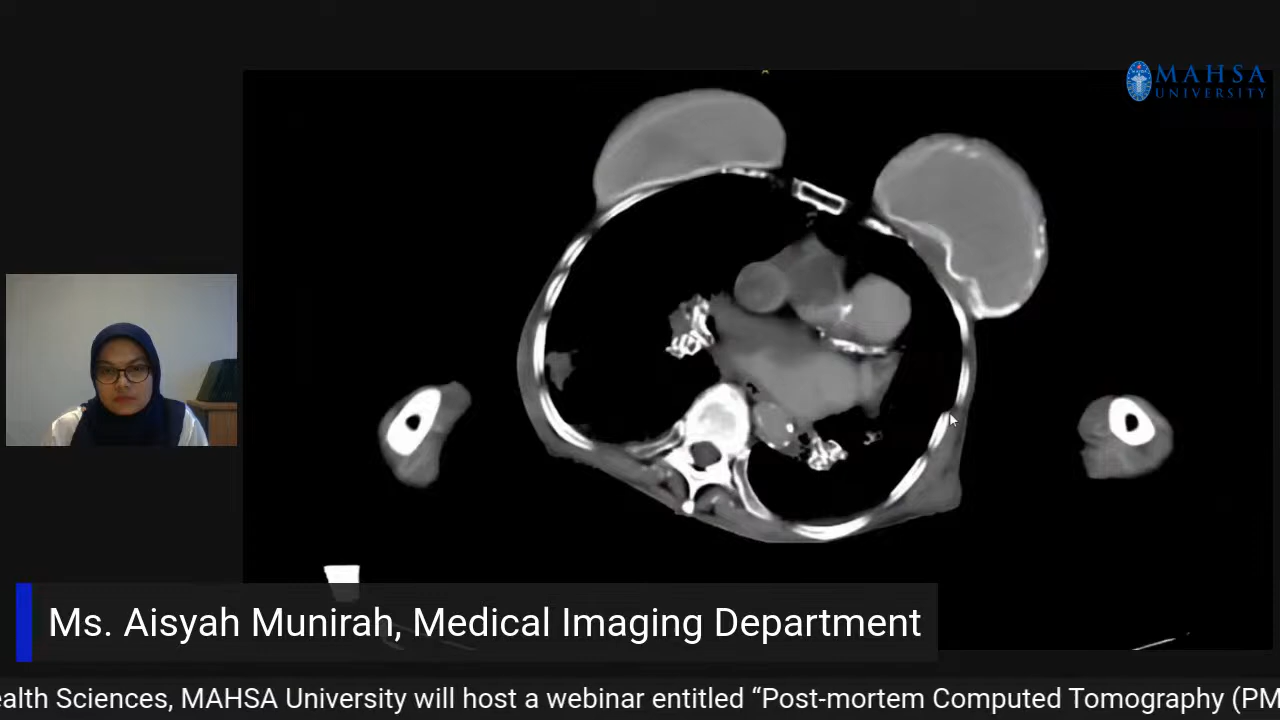 MAHSA
UNIVERSITY
Ms. Aisyah Munirah, Medical Imaging Department
ealth Sciences, MAHSA University will host a webinar entitled “Post-mortem Computed Tomography (PM